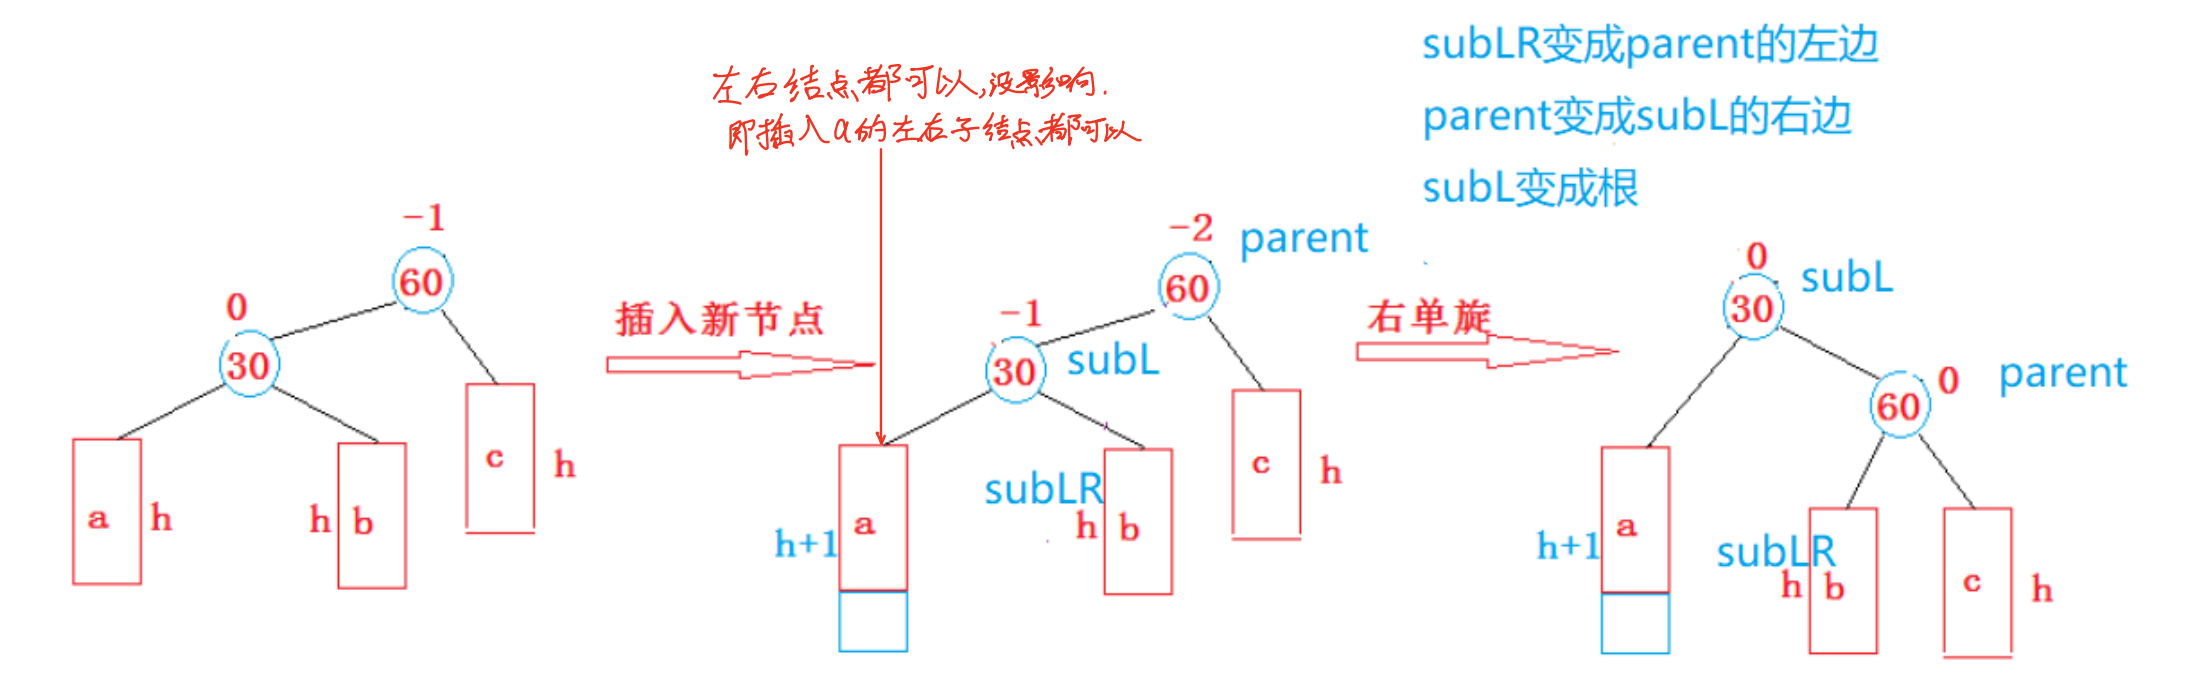 左右结点都可以,没影响.
即插入a的左右子结点都可以
subLR变成parent的左边
parent变成subL的右边
subL变成根
-1
60
0
30
a
h
h
b
c
h
插入新节点
-2
parent
60
-1
30
subL
subLR
h+1
a
h
b
c
h
右单旋
0
subL
30
0
parent
60
h+1
a
subLR
h
b
c
h